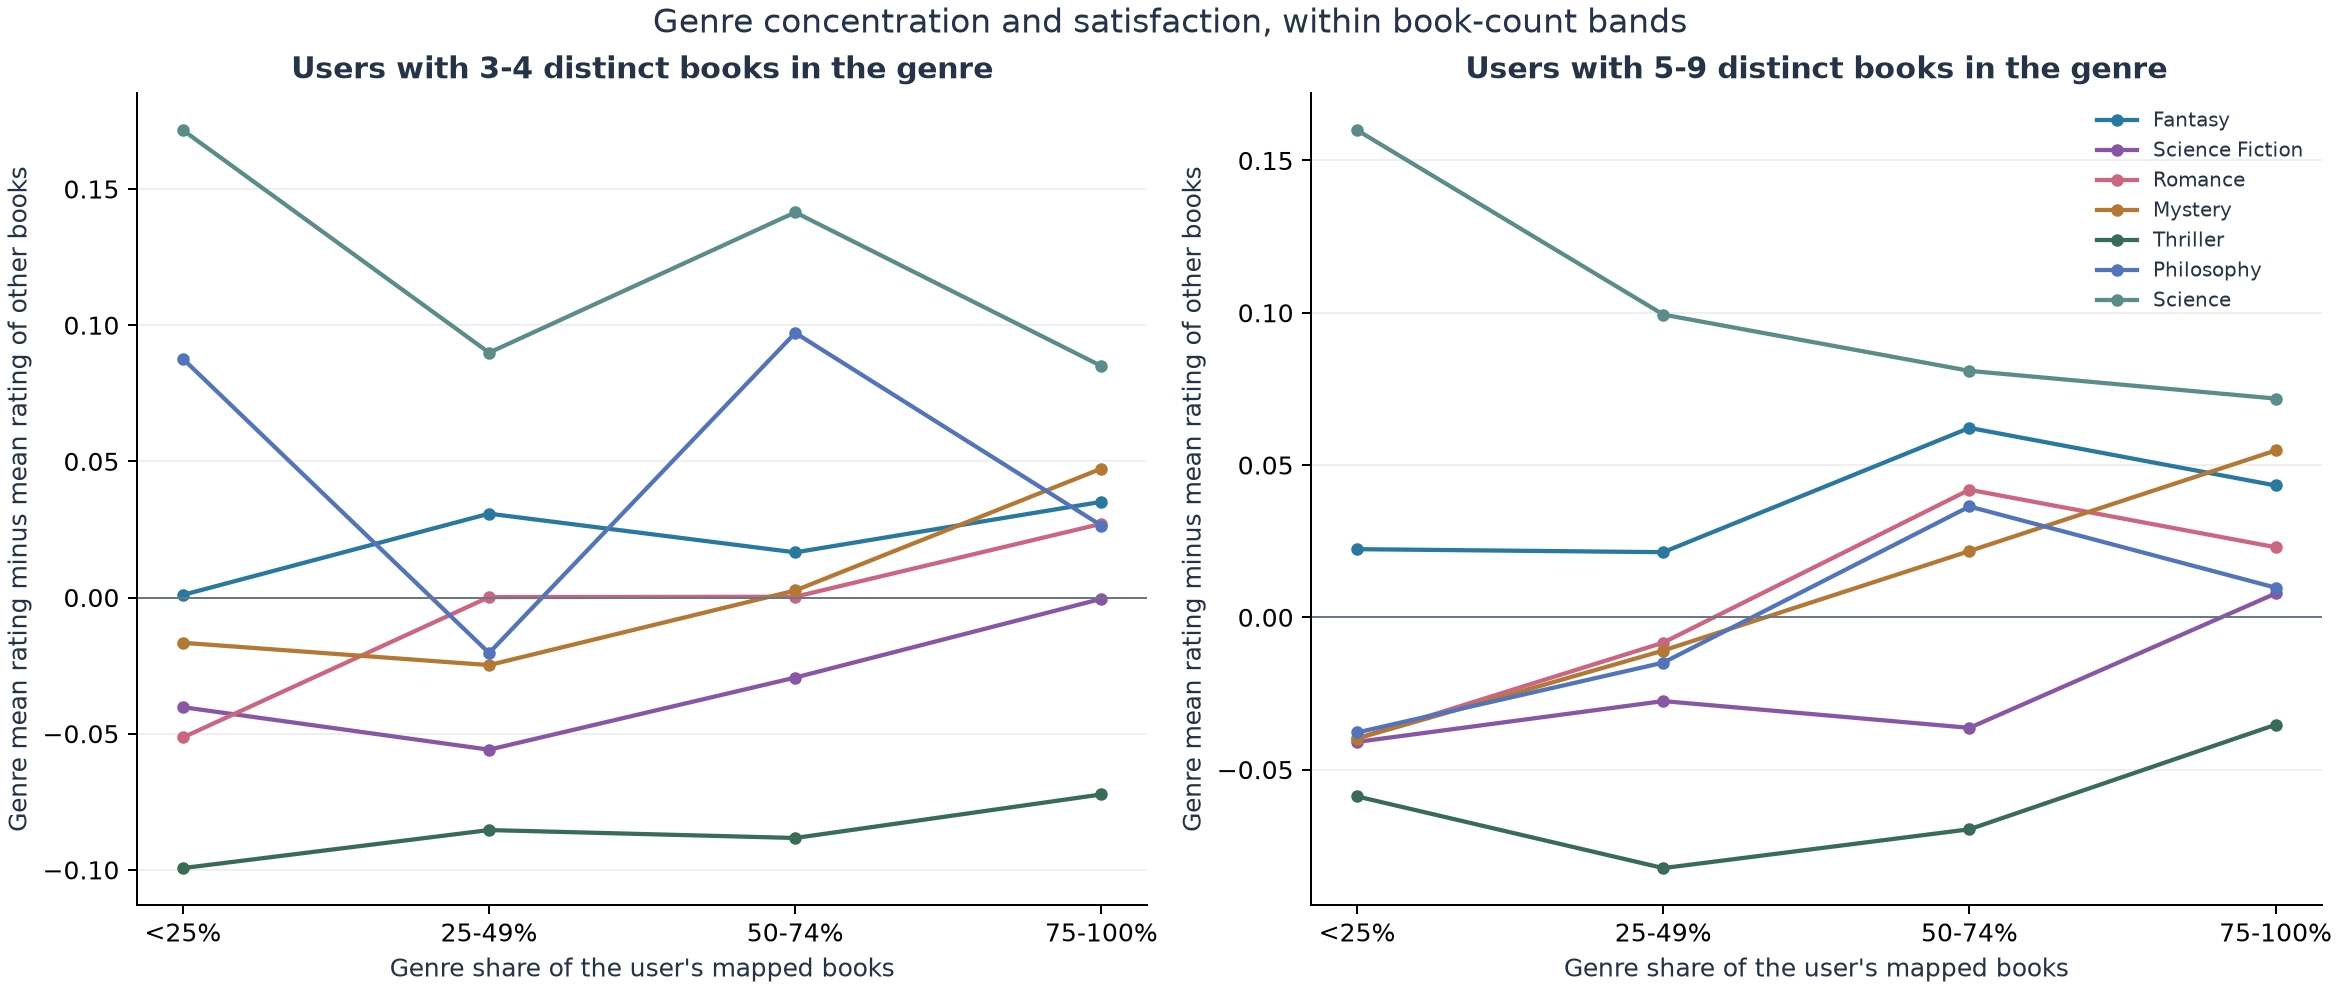 Genre concentration and satisfaction, within book-count bands
Users with 3-4 distinct books in the genre
Genre mean rating minus mean rating of other books
0.15
0.10
0.05
0.00
−0.05
−0.10
<25%
25-49%
50-74%
75-100%
Genre share of the user's mapped books
Users with 5-9 distinct books in the genre
Genre mean rating minus mean rating of other books
0.15
0.10
0.05
0.00
−0.05
Fantasy
Science Fiction
Romance
Mystery
Thriller
Philosophy
Science
<25%
25-49%
50-74%
75-100%
Genre share of the user's mapped books